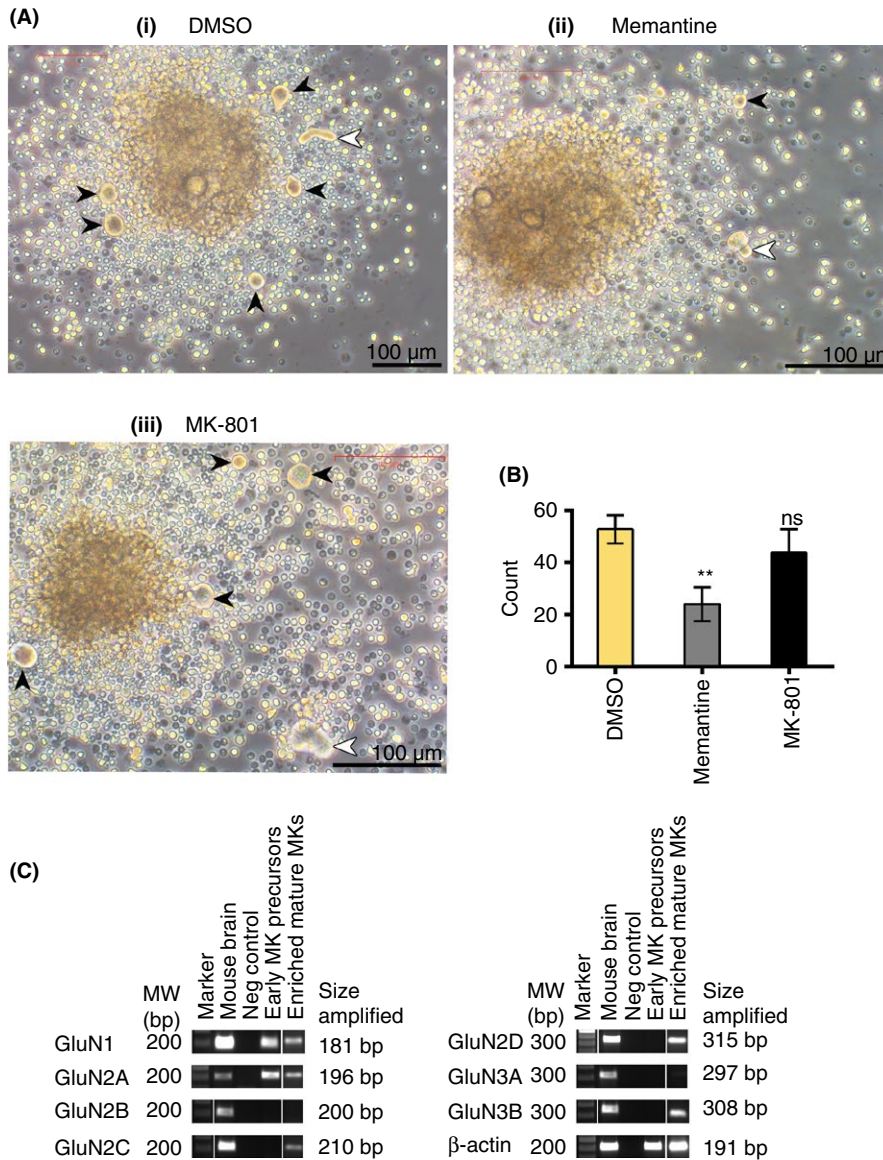 (A)
(i) DMSO
(ii) Memantine
100 µm
100 µm
(iii) MK-801
100 µm
(B)
60
40
20
0
Count
**
ns
DMSO
Memantine
MK-801
(C)
MW
(bp)
Marker
Mouse brain
Neg control
Early MK precursors
Enriched mature MKs
Size
amplified
GluN1 200 181 bp
GluN2A 200 196 bp
GluN2B 200 200 bp
GluN2C 200 210 bp
MW
(bp)
Marker
Mouse brain
Neg control
Early MK precursors
Enriched mature MKs
Size
amplified
GluN2D 300 315 bp
GluN3A 300 297 bp
GluN3B 300 308 bp
β-actin 200 191 bp